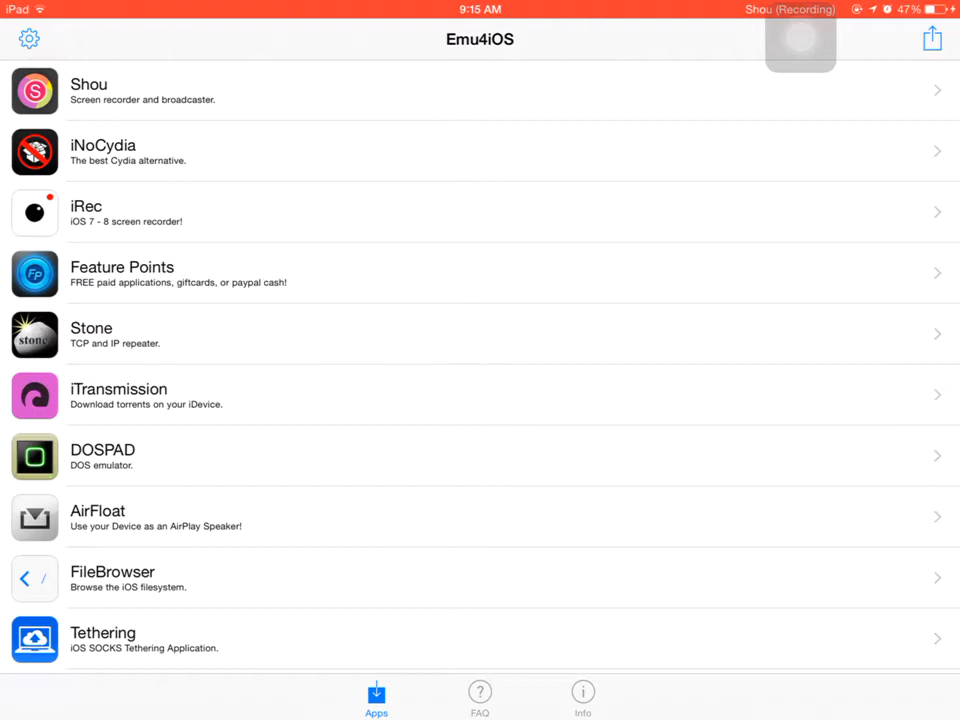 iPad 9:15 AM Shou (Recording) 47%
Emu4iOS
S Shou
Screen recorder and broadcaster.
iNoCydia
The best Cydia alternative.
iRec
iOS 7 - 8 screen recorder!
Fp Feature Points
FREE paid applications, giftcards, or paypal cash!
stone Stone
TCP and IP repeater.
iTransmission
Download torrents on your iDevice.
DOSPAD
DOS emulator.
AirFloat
Use your Device as an AirPlay Speaker!
/ FileBrowser
Browse the iOS filesystem.
Tethering
iOS SOCKS Tethering Application.
Apps ? FAQ i Info